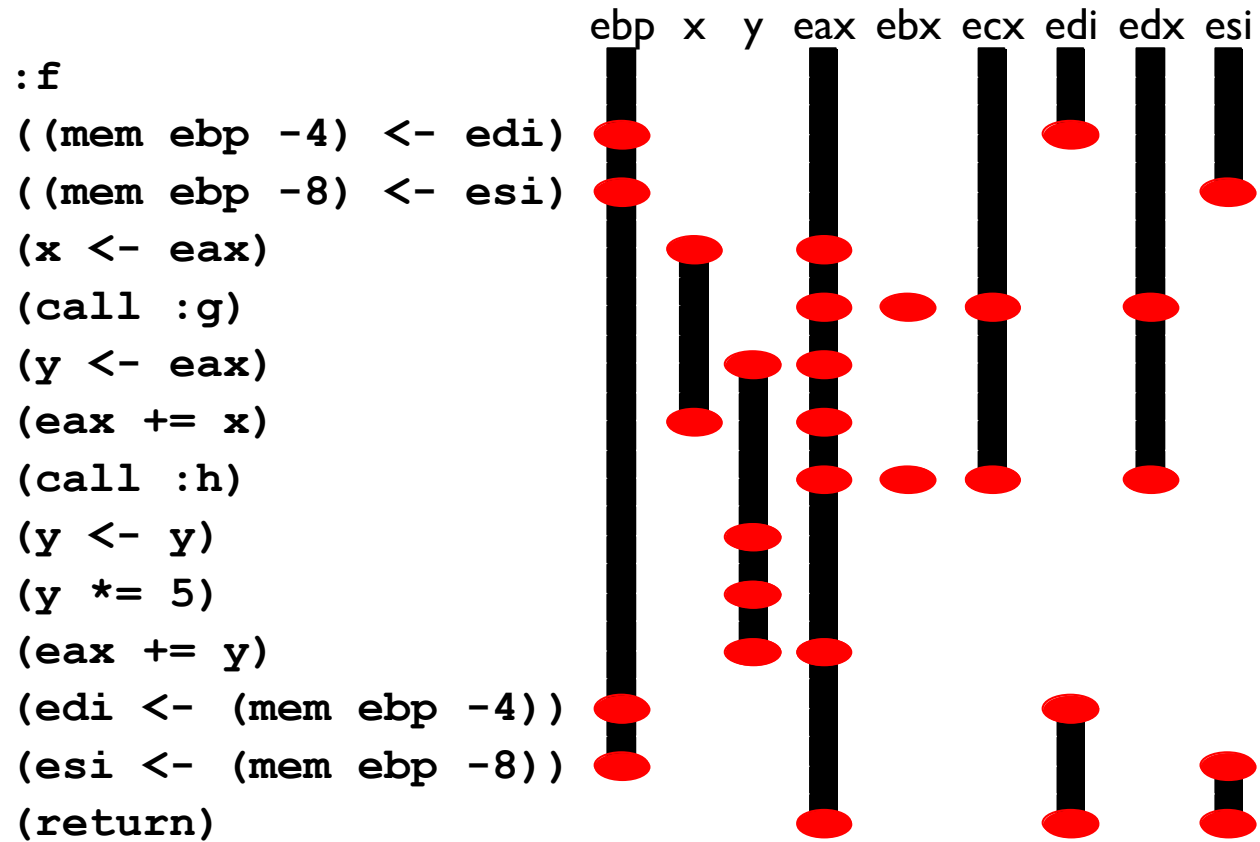 ebp x y eax ebx ecx edi edx esi
:f
((mem ebp -4) <- edi)
((mem ebp -8) <- esi)
(x <- eax)
(call :g)
(y <- eax)
(eax += x)
(call :h)
(y <- y)
(y *= 5)
(eax += y)
(edi <- (mem ebp -4))
(esi <- (mem ebp -8))
(return)